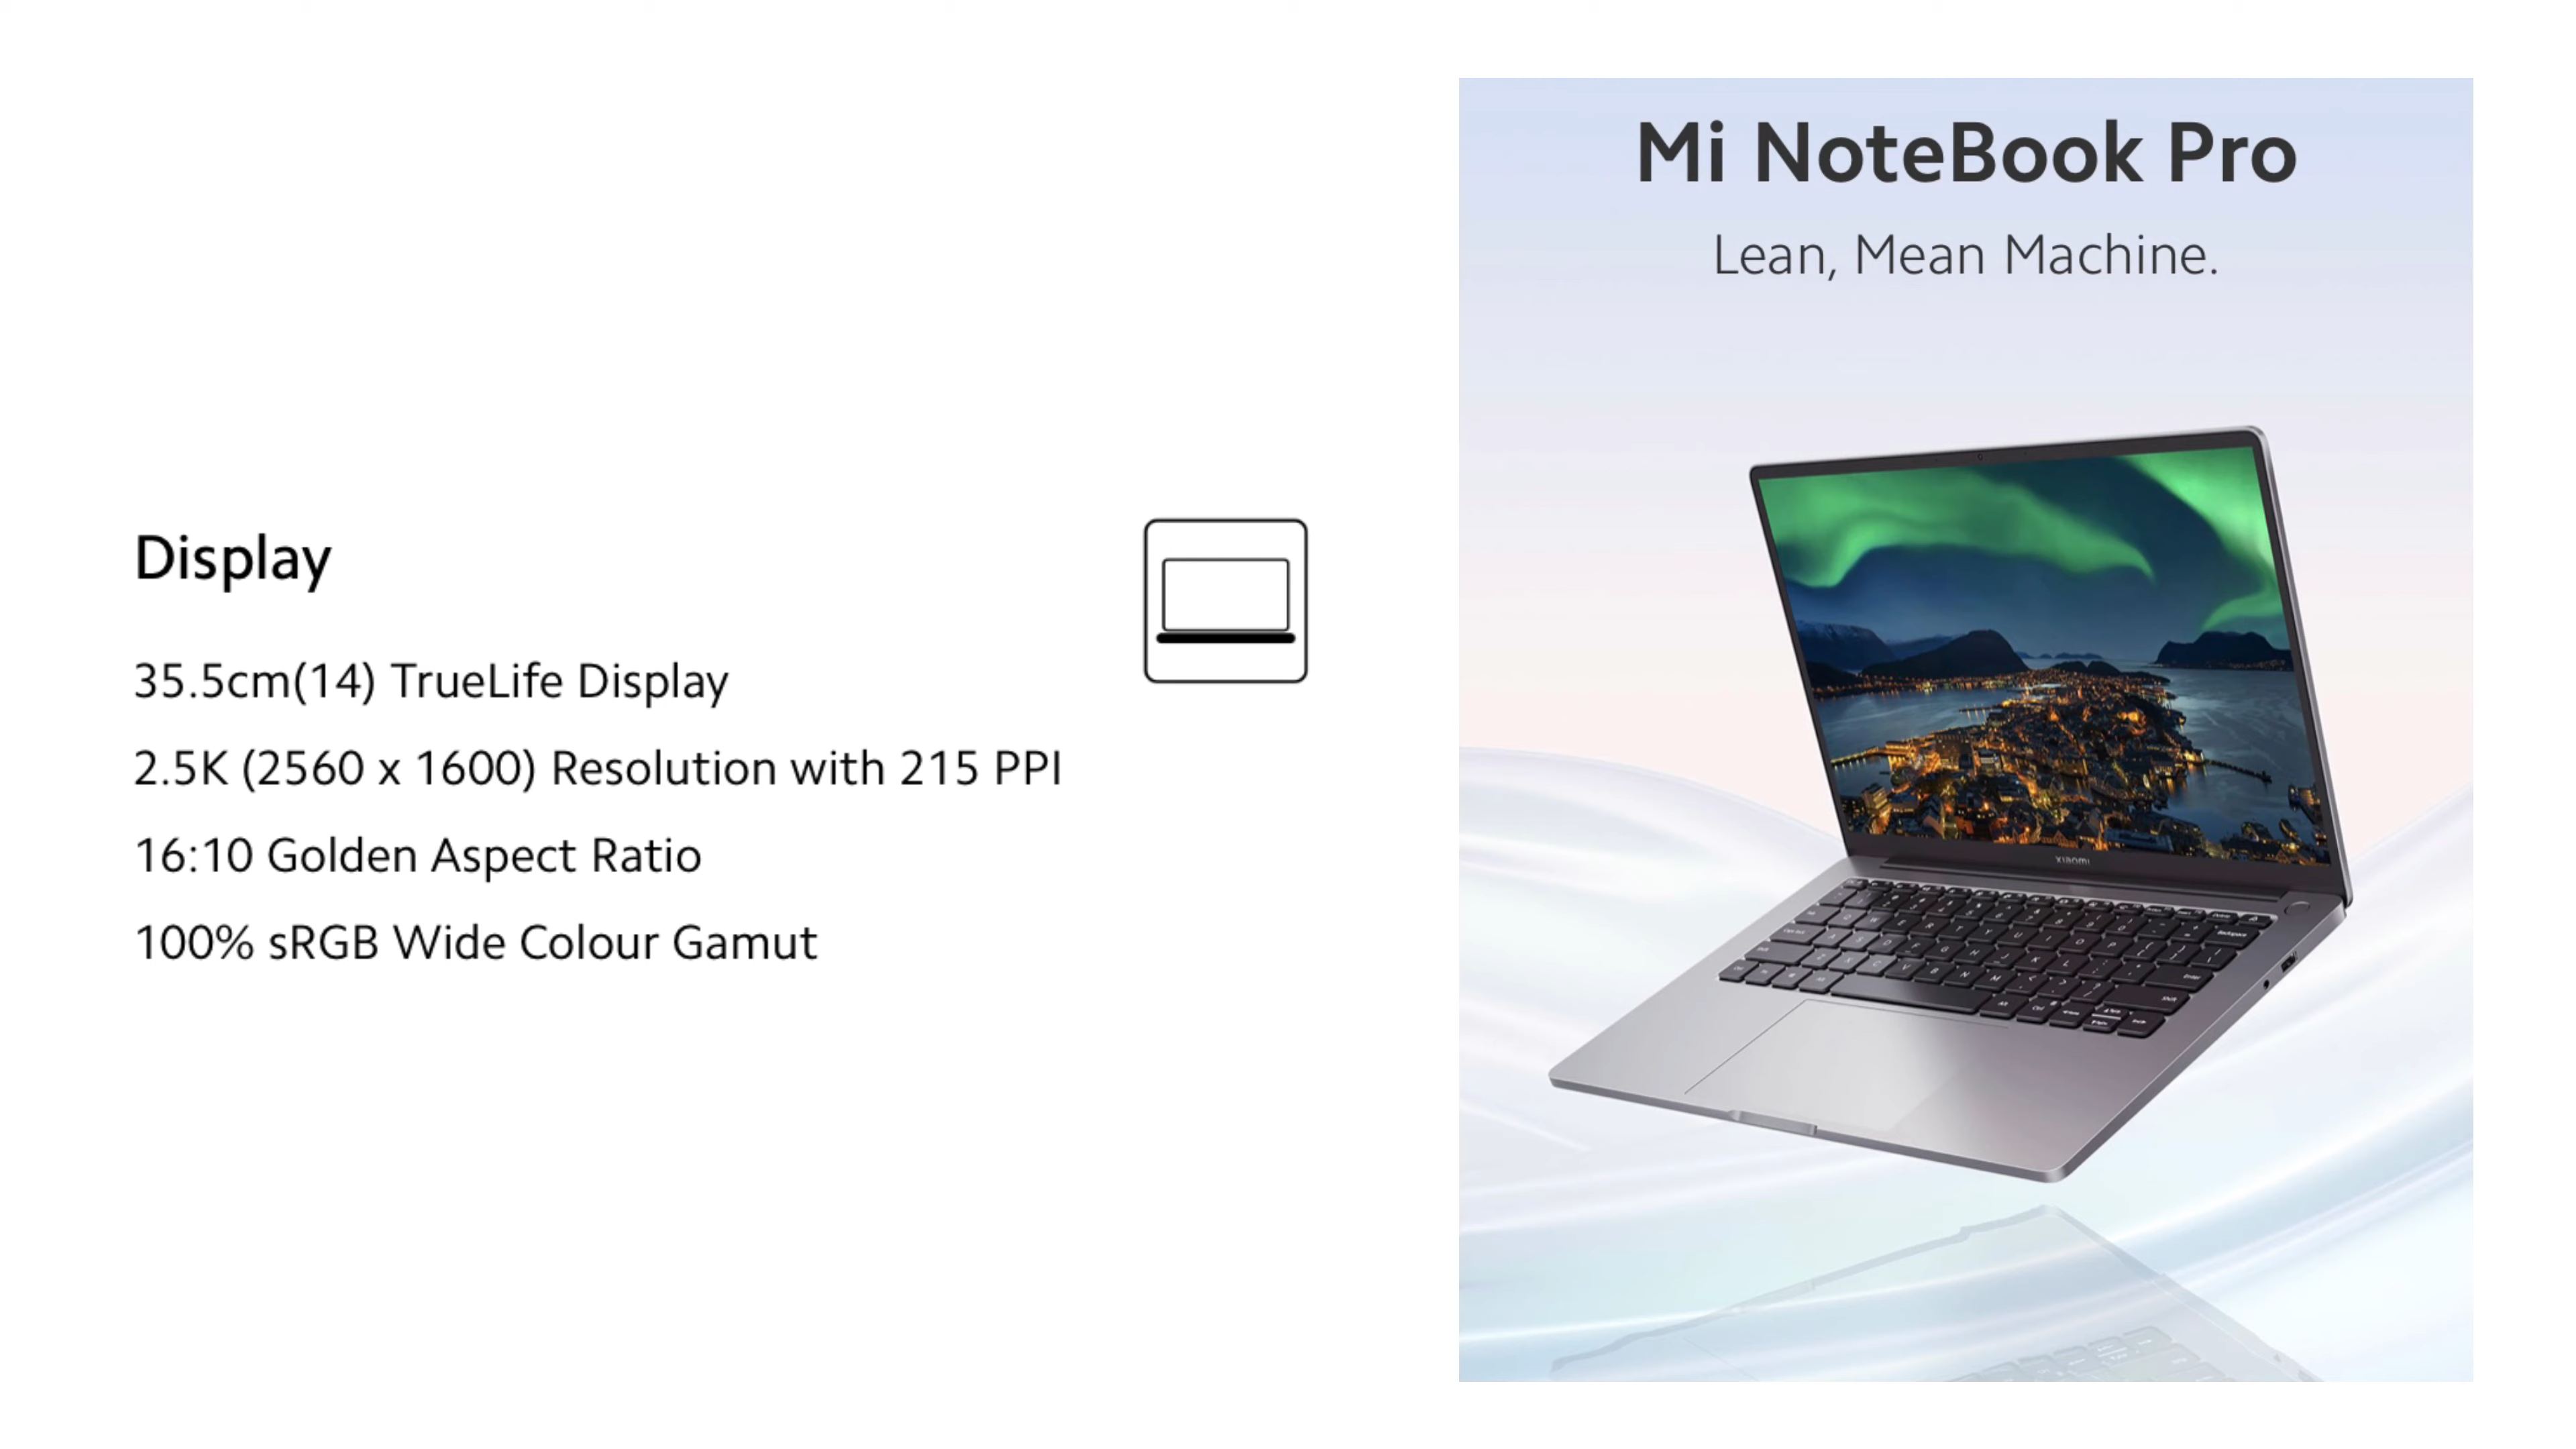 Mi NoteBook Pro
Lean, Mean Machine.
Display
35.5cm(14) TrueLife Display
2.5K (2560 x 1600) Resolution with 215 PPI
16:10 Golden Aspect Ratio
100% sRGB Wide Colour Gamut
xiaomi